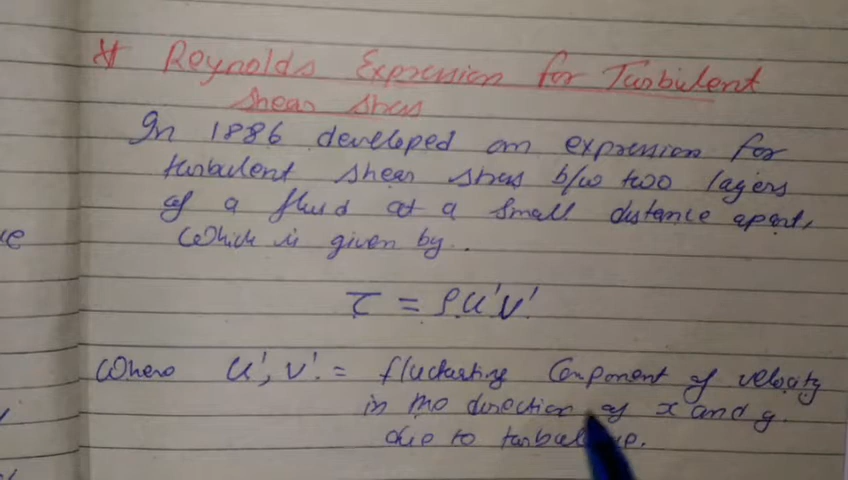 * Reynolds Expression for Turbulent
shear stress
In 1886 developed an expression for
turbulent shear stress b/w two layers
of a fluid at a small distance apart,
which is given by.
τ = ρu'v'
where u', v' = fluctuating component of velocity
in the direction of x and y.
due to